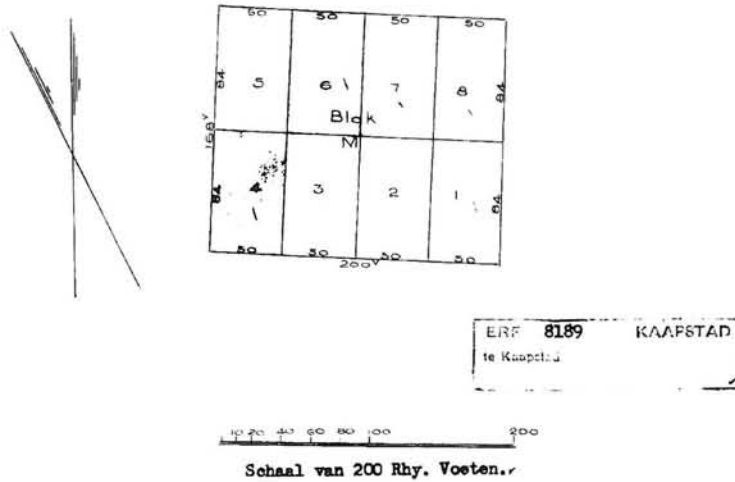 50 50 50 50
84 5 6 7 8 84
Blok
168V M
84 4 3 2 1 84
50 50 50 50
200V
ERF 8189 KAAPSTAD
te Kaapstad
10 20 40 60 80 100 200
Schaal van 200 Rhy. Voeten.